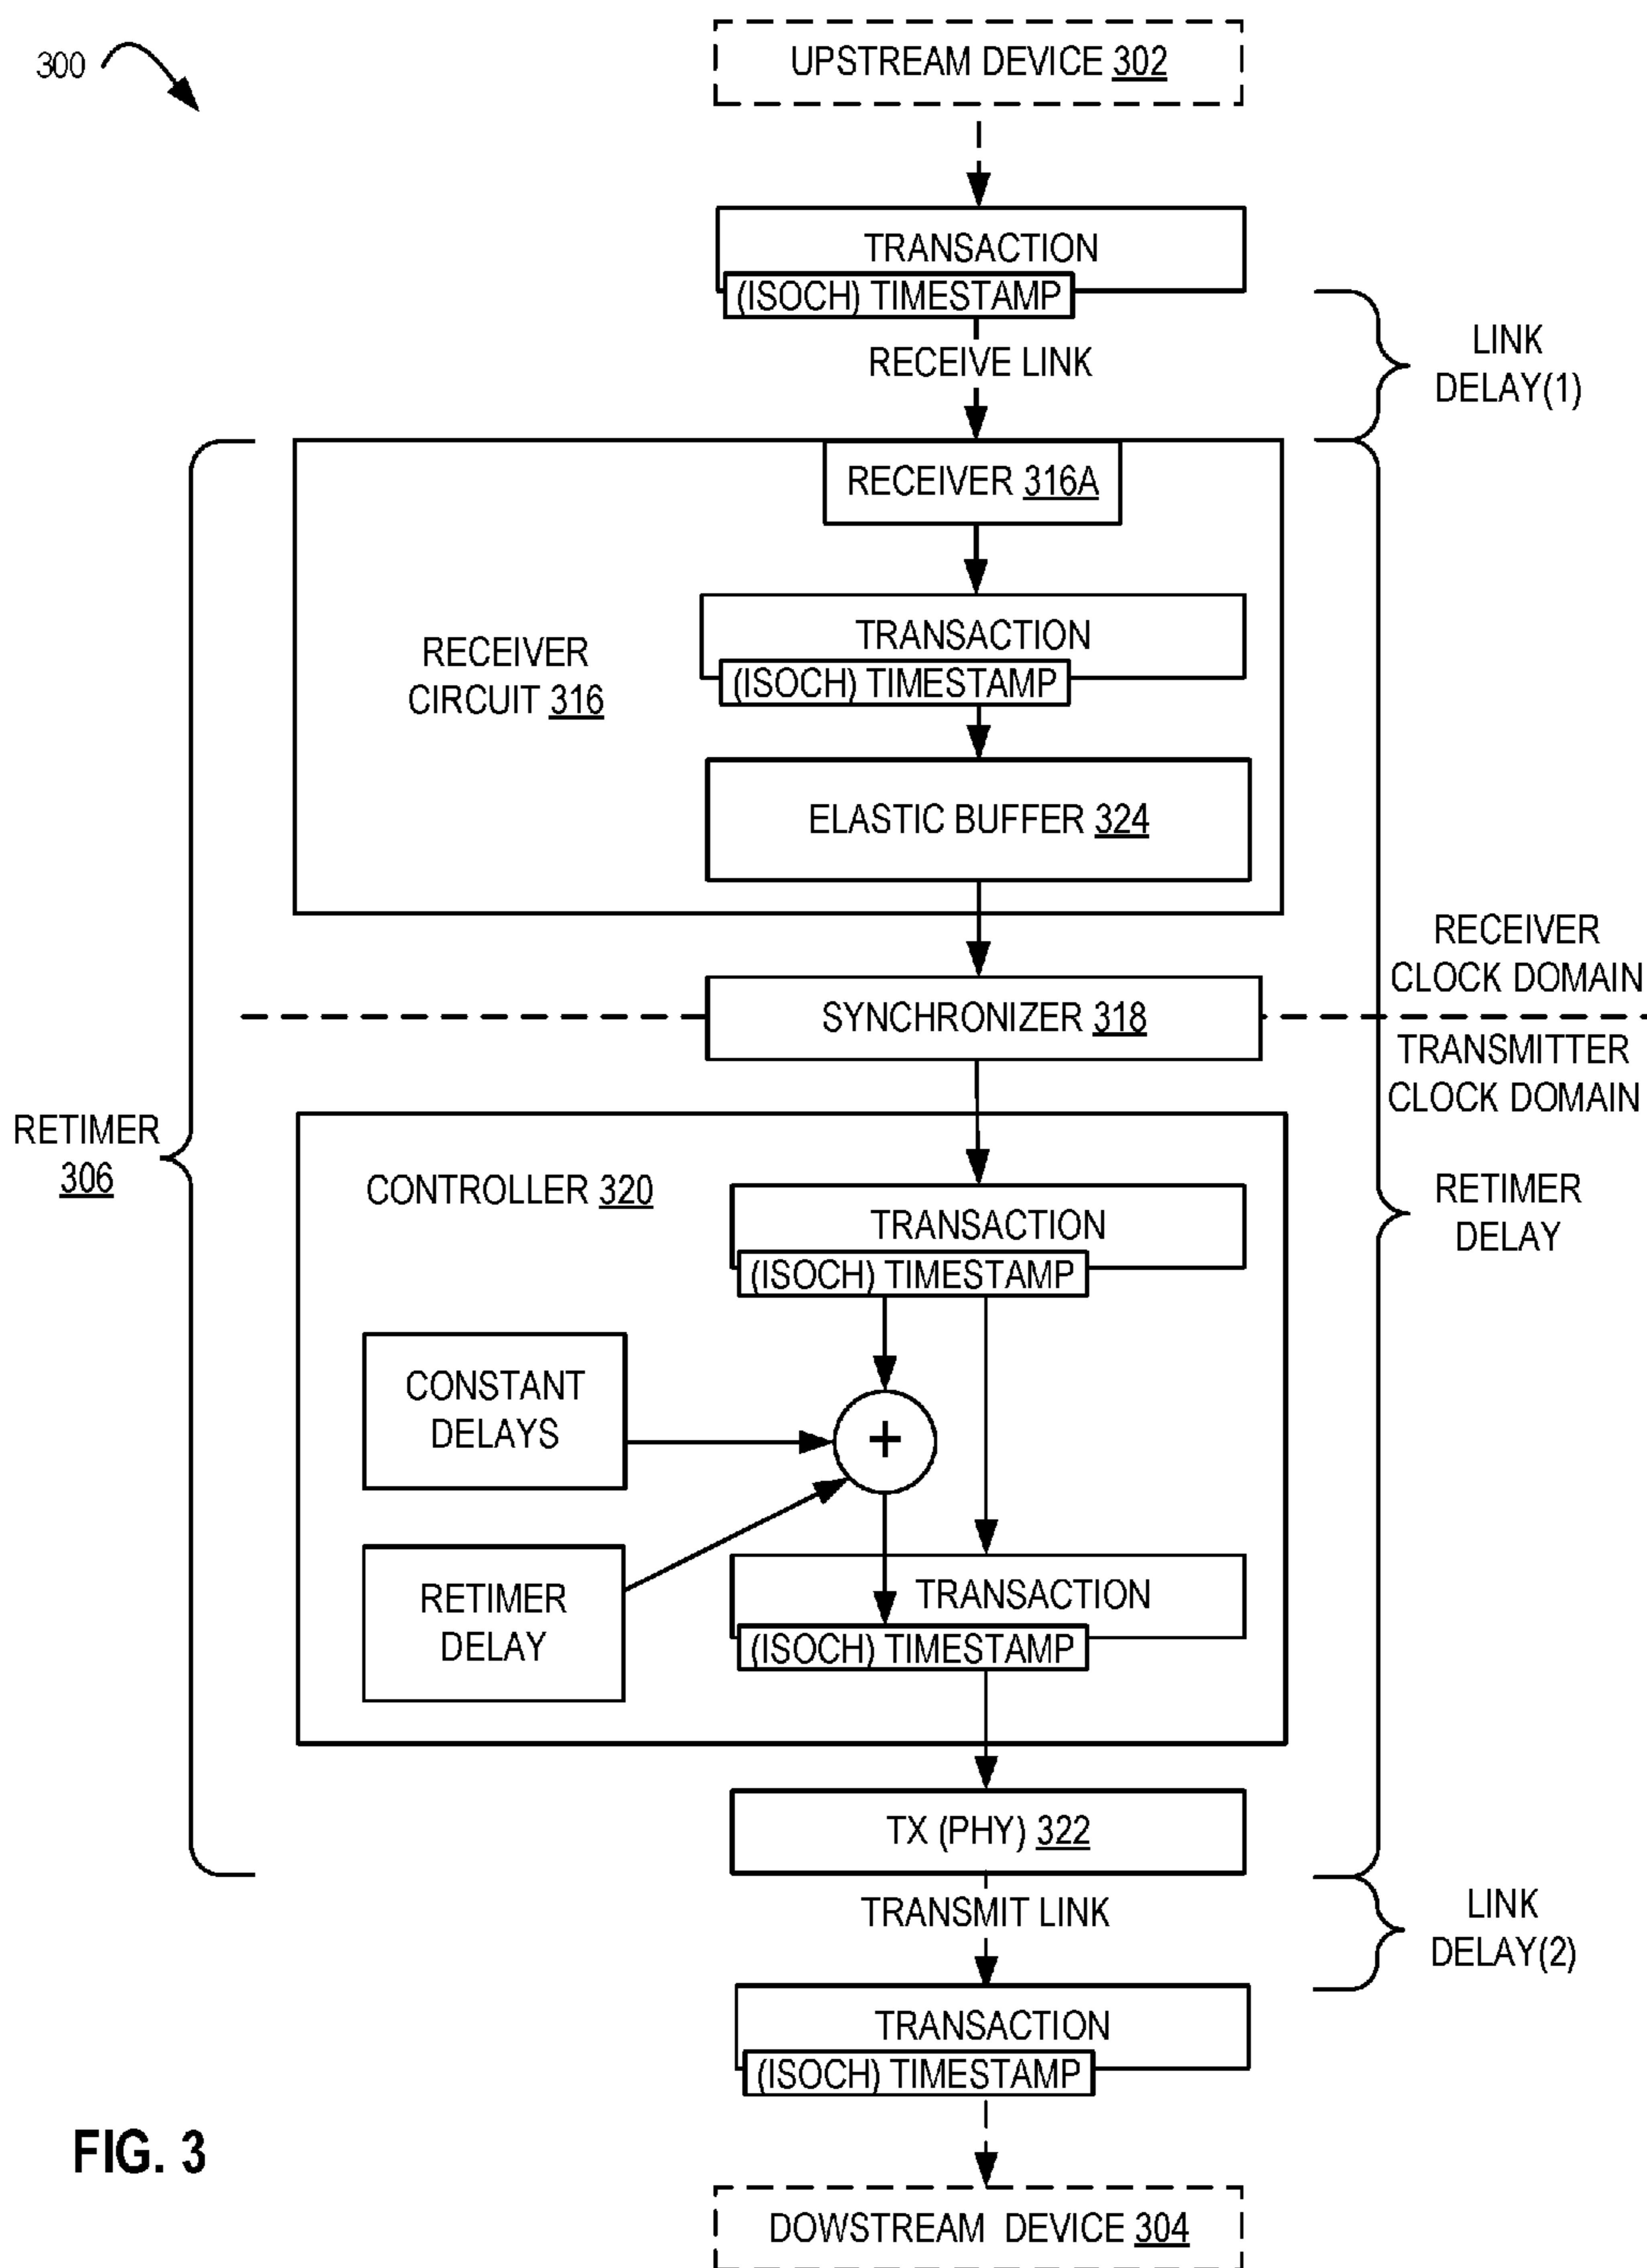 300
UPSTREAM DEVICE 302
TRANSACTION
(ISOCH) TIMESTAMP
RECEIVE LINK
LINK
DELAY(1)
RECEIVER 316A
TRANSACTION
(ISOCH) TIMESTAMP
RECEIVER
CIRCUIT 316
ELASTIC BUFFER 324
RECEIVER
CLOCK DOMAIN
SYNCHRONIZER 318
TRANSMITTER
CLOCK DOMAIN
RETIMER
306
CONTROLLER 320
TRANSACTION
(ISOCH) TIMESTAMP
RETIMER
DELAY
CONSTANT
DELAYS
+
RETIMER
DELAY
TRANSACTION
(ISOCH) TIMESTAMP
TX (PHY) 322
TRANSMIT LINK
LINK
DELAY(2)
TRANSACTION
(ISOCH) TIMESTAMP
FIG. 3
DOWSTREAM DEVICE 304